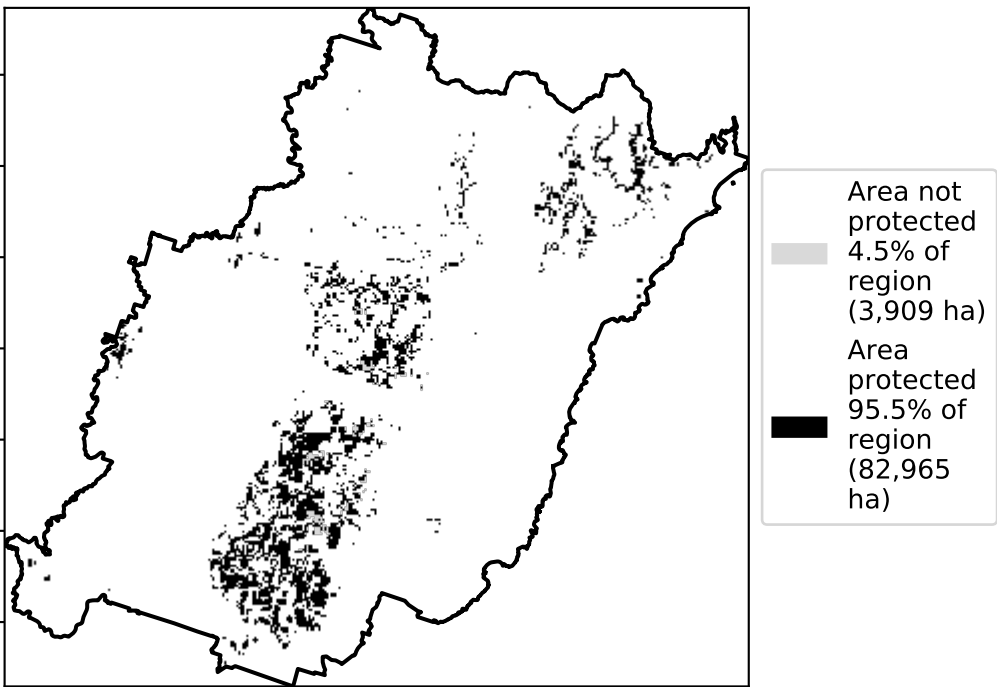 Area not
protected
4.5% of
region
(3,909 ha)
Area
protected
95.5% of
region
(82,965
ha)